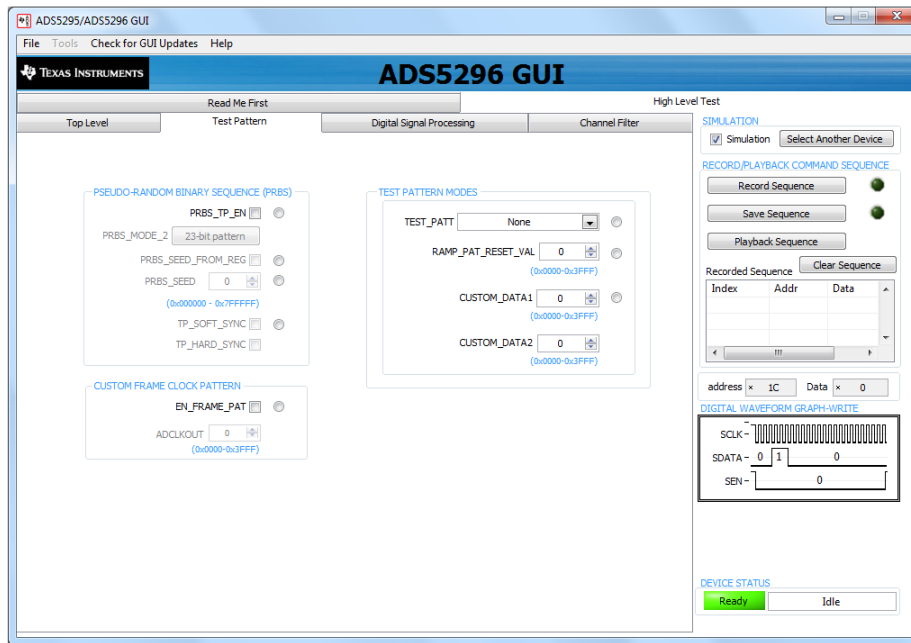 ADS5295/ADS5296 GUI
File Tools Check for GUI Updates Help
TEXAS INSTRUMENTS
ADS5296 GUI
Read Me First
High Level Test
Top Level
Test Pattern
Digital Signal Processing
Channel Filter
PSEUDO-RANDOM BINARY SEQUENCE (PRBS)
PRBS_TP_EN
PRBS_MODE_2 23-bit pattern
PRBS_SEED_FROM_REG
PRBS_SEED 0
(0x000000 - 0x7FFFFF)
TP_SOFT_SYNC
TP_HARD_SYNC
CUSTOM FRAME CLOCK PATTERN
EN_FRAME_PAT
ADCLKOUT 0
(0x0000-0x3FFF)
TEST PATTERN MODES
TEST_PATT None
RAMP_PAT_RESET_VAL 0
(0x0000-0x3FFF)
CUSTOM_DATA1 0
(0x0000-0x3FFF)
CUSTOM_DATA2 0
(0x0000-0x3FFF)
SIMULATION
Simulation Select Another Device
RECORD/PLAYBACK COMMAND SEQUENCE
Record Sequence
Save Sequence
Playback Sequence
Recorded Sequence Clear Sequence
Index Addr Data
address × 1C Data × 0
DIGITAL WAVEFORM GRAPH-WRITE
SCLK
SDATA 0 1 0
SEN 0
DEVICE STATUS
Ready Idle